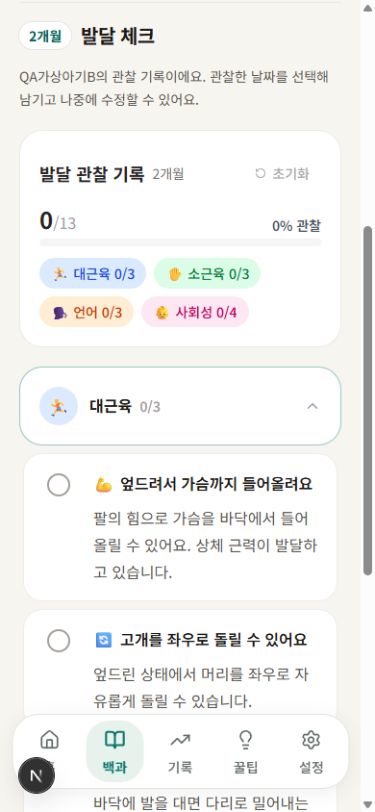 2개월 발달 체크
QA가상아기B의 관찰 기록이에요. 관찰한 날짜를 선택해
남기고 나중에 수정할 수 있어요.
발달 관찰 기록 2개월 초기화
0/13 0% 관찰
대근육 0/3 소근육 0/3
언어 0/3 사회성 0/4
대근육 0/3
엎드려서 가슴까지 들어올려요
팔의 힘으로 가슴을 바닥에서 들어
올릴 수 있어요. 상체 근력이 발달하
고 있습니다.
고개를 좌우로 돌릴 수 있어요
엎드린 상태에서 머리를 좌우로 자
유롭게 돌릴 수 있습니다.
백과 기록 꿀팁 설정
N
바닥에 발을 대면 다리로 밀어내는